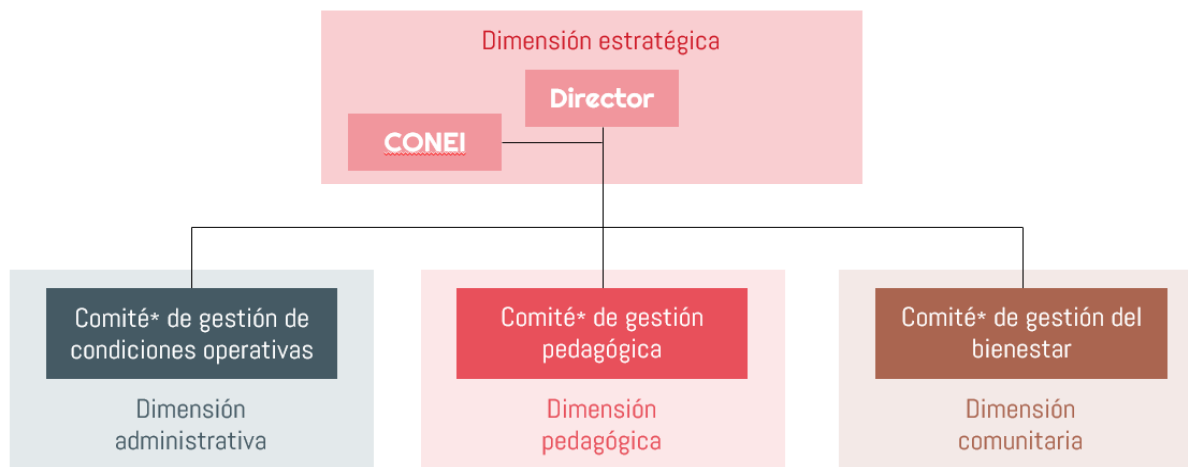 Dimensión estratégica
Director
CONEI
Comité* de gestión de
condiciones operativas
Dimensión
administrativa
Comité* de gestión
pedagógica
Dimensión
pedagógica
Comité* de gestión del
bienestar
Dimensión
comunitaria